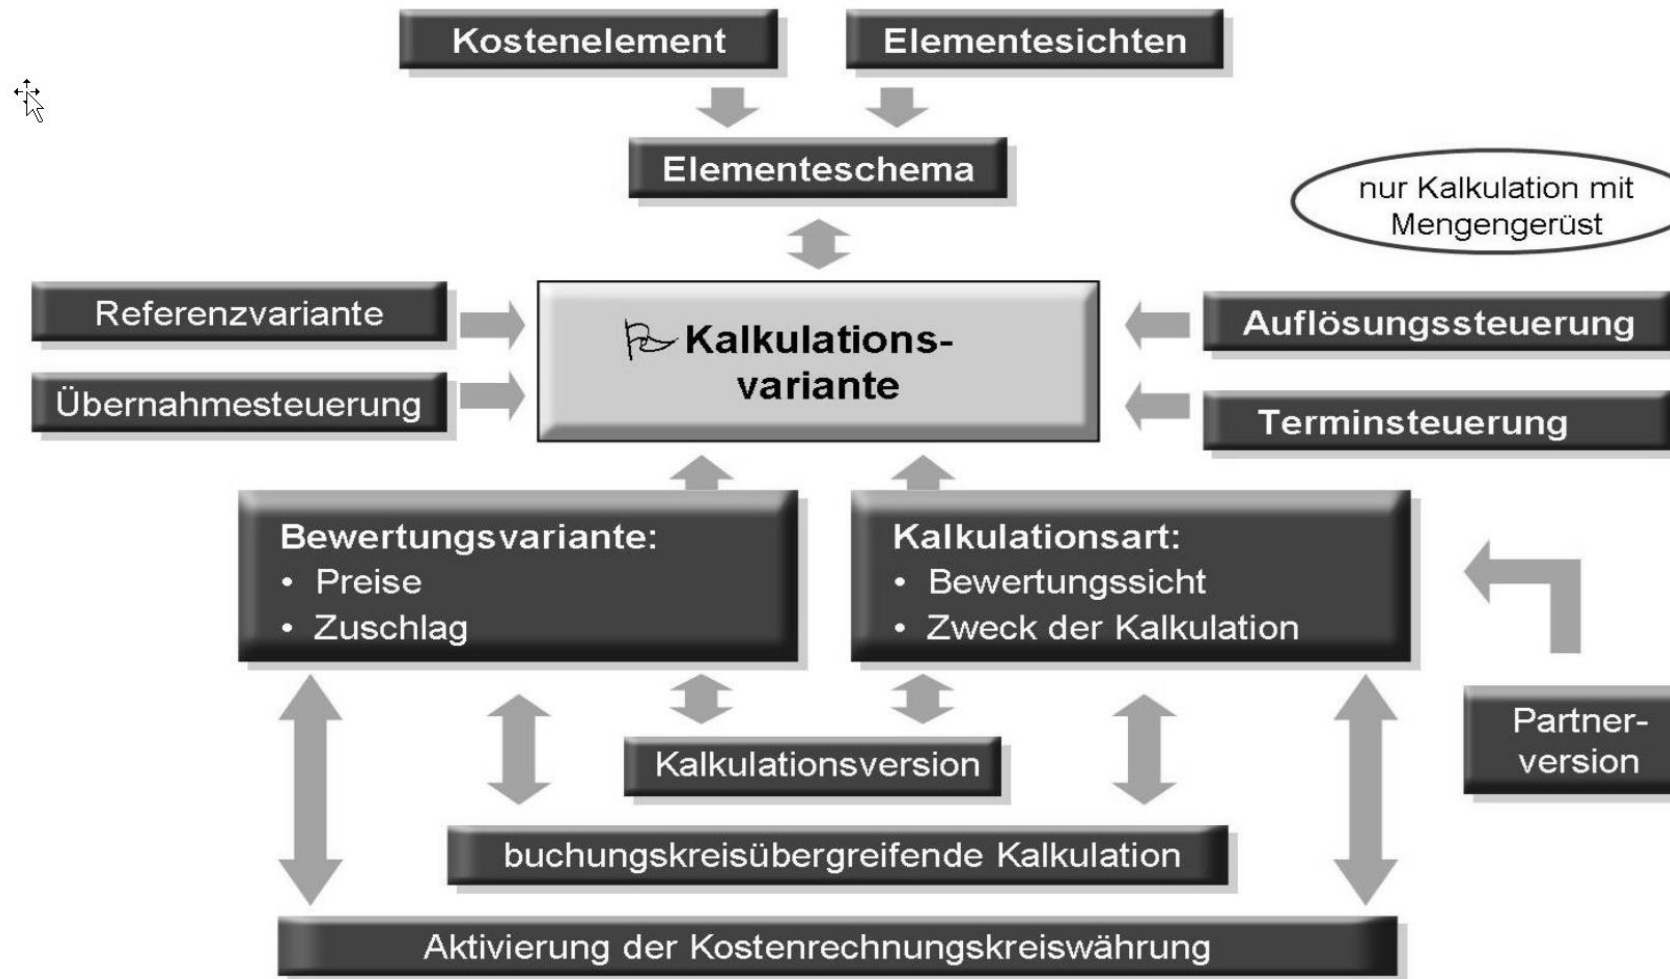 Kostenelement
Elementesichten
Elementeschema
nur Kalkulation mit
Mengengerüst
Referenzvariante
Übernahmesteuerung
Kalkulations-
variante
Auflösungssteuerung
Terminsteuerung
Bewertungsvariante:
• Preise
• Zuschlag
Kalkulationsart:
• Bewertungssicht
• Zweck der Kalkulation
Partner-
version
Kalkulationsversion
buchungskreisübergreifende Kalkulation
Aktivierung der Kostenrechnungskreiswährung